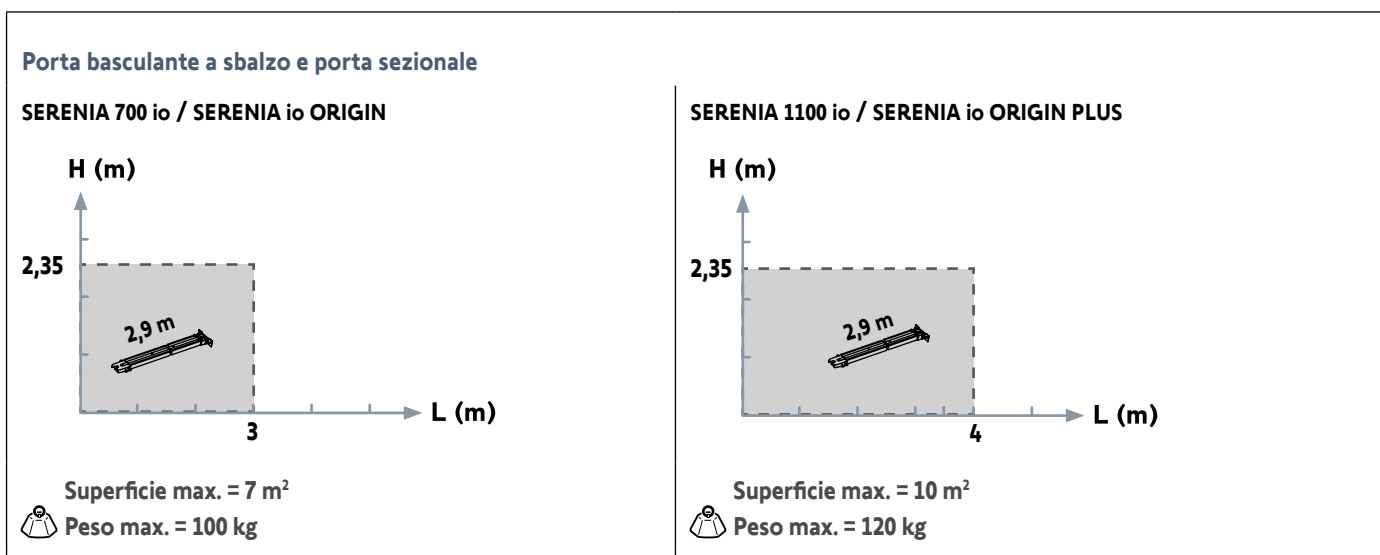 Porta basculante a sbalzo e porta sezionale
SERENIA 700 io / SERENIA io ORIGIN
H (m)
2,35
2,9 m
L (m)
3
Superficie max. = 7 m²
Peso max. = 100 kg
SERENIA 1100 io / SERENIA io ORIGIN PLUS
H (m)
2,35
2,9 m
L (m)
4
Superficie max. = 10 m²
Peso max. = 120 kg